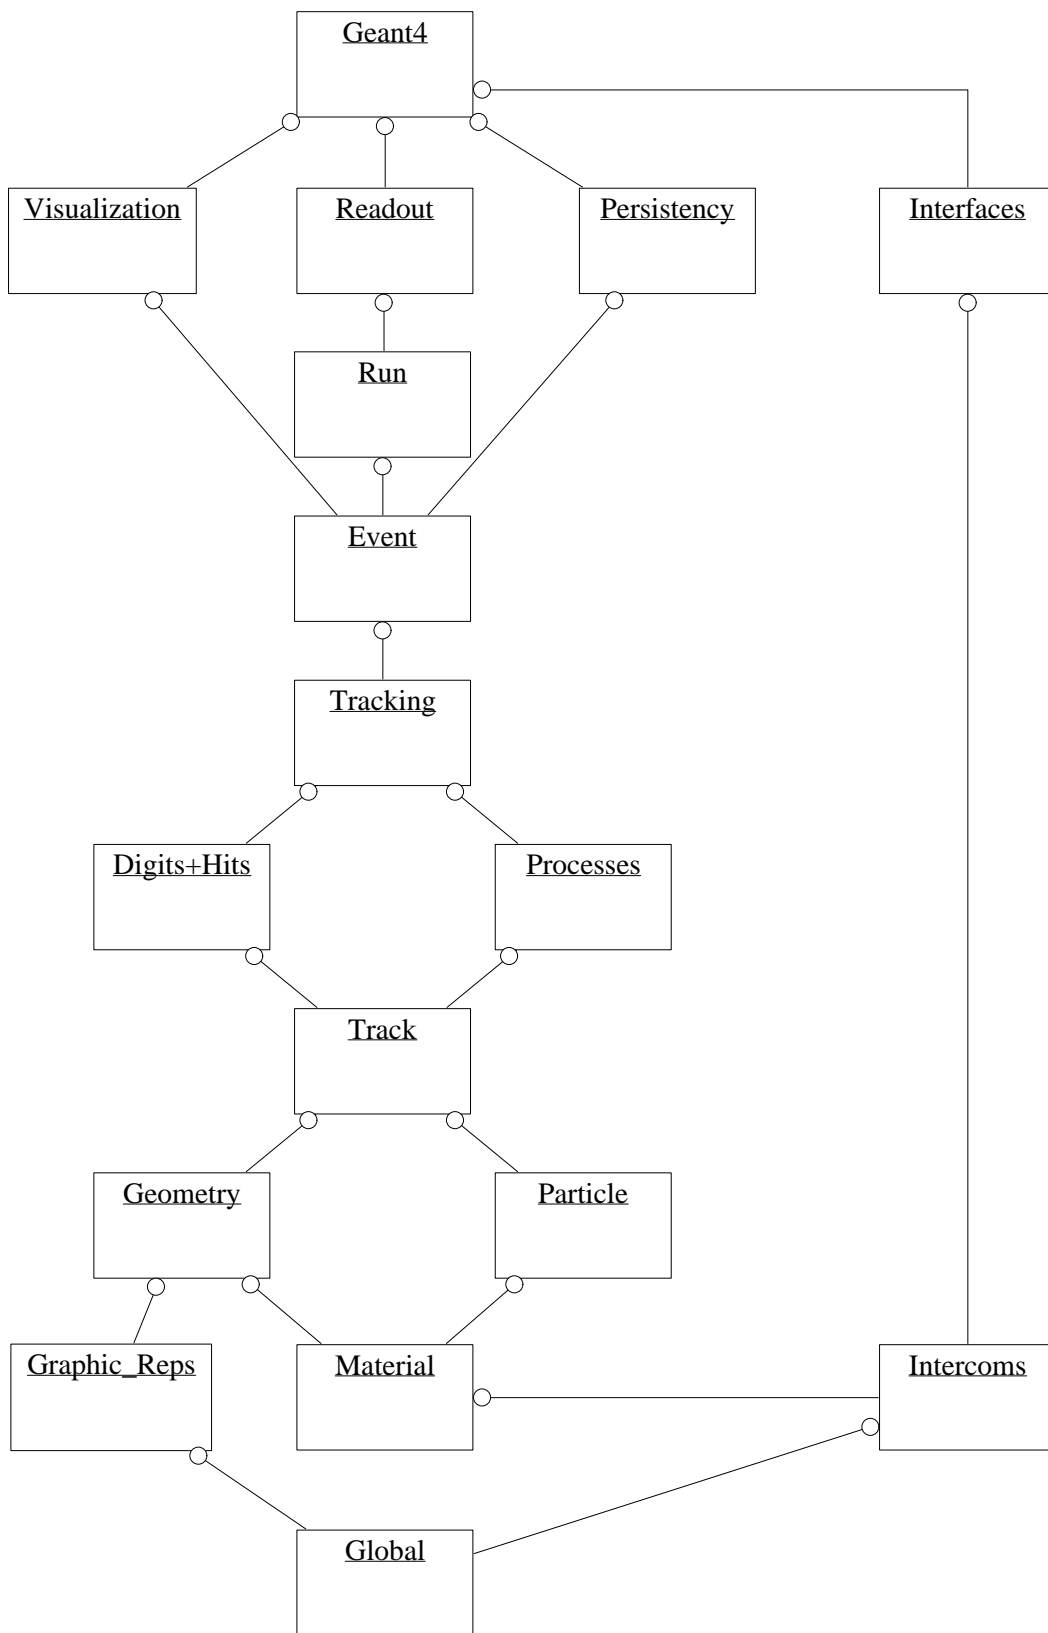 Geant4
Visualization
Readout
Persistency
Interfaces
Run
Event
Tracking
Digits+Hits
Processes
Track
Geometry
Particle
Graphic_Reps
Material
Intercoms
Global